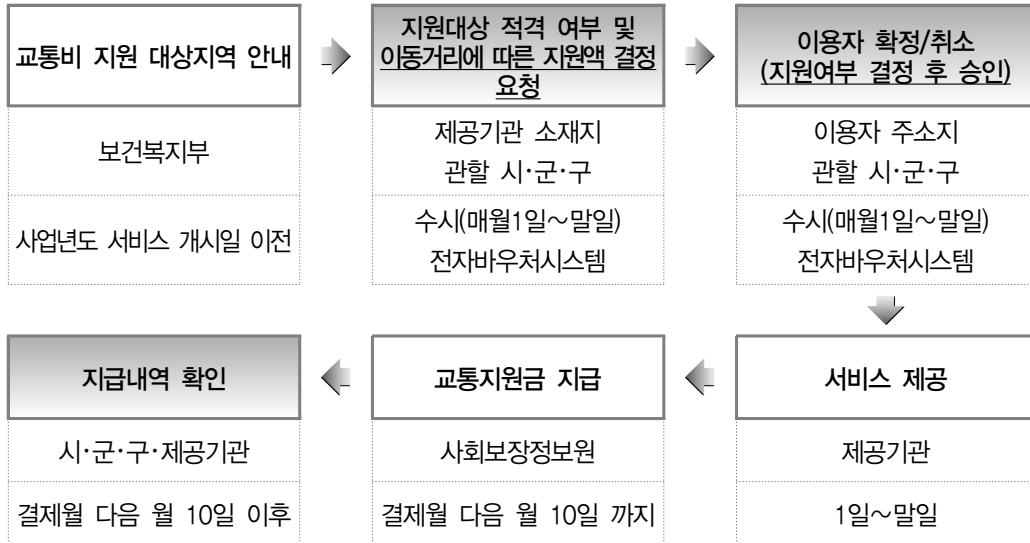 교통비 지원 대상지역 안내
보건복지부
사업년도 서비스 개시일 이전
지원대상 적격 여부 및
이동거리에 따른 지원액 결정
요청
제공기관 소재지
관할 시·군·구
수시(매월1일～말일)
전자바우처시스템
이용자 확정/취소
(지원여부 결정 후 승인)
이용자 주소지
관할 시·군·구
수시(매월1일～말일)
전자바우처시스템
서비스 제공
제공기관
1일～말일
교통지원금 지급
사회보장정보원
결제월 다음 월 10일 까지
지급내역 확인
시·군·구·제공기관
결제월 다음 월 10일 이후